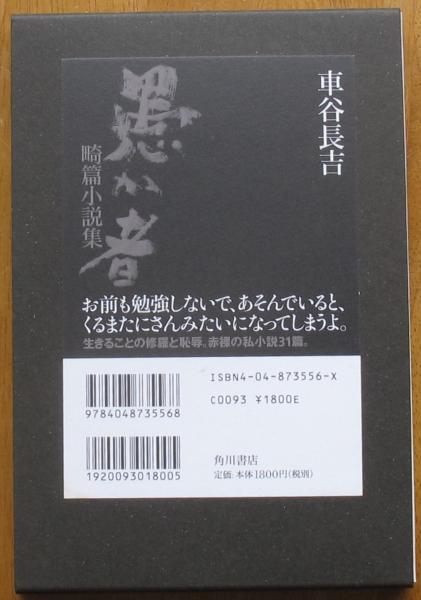 車谷長吉
愚か者
畸篇小説集
お前も勉強しないで、あそんでいると、
くるまたにさんみたいになってしまうよ。
生きることの修羅と恥辱。赤裸の私小説31篇。
ISBN4-04-873556-X
C0093 ¥1800E
9784048735568
1920093018005
角川書店
定価:本体1800円(税別)